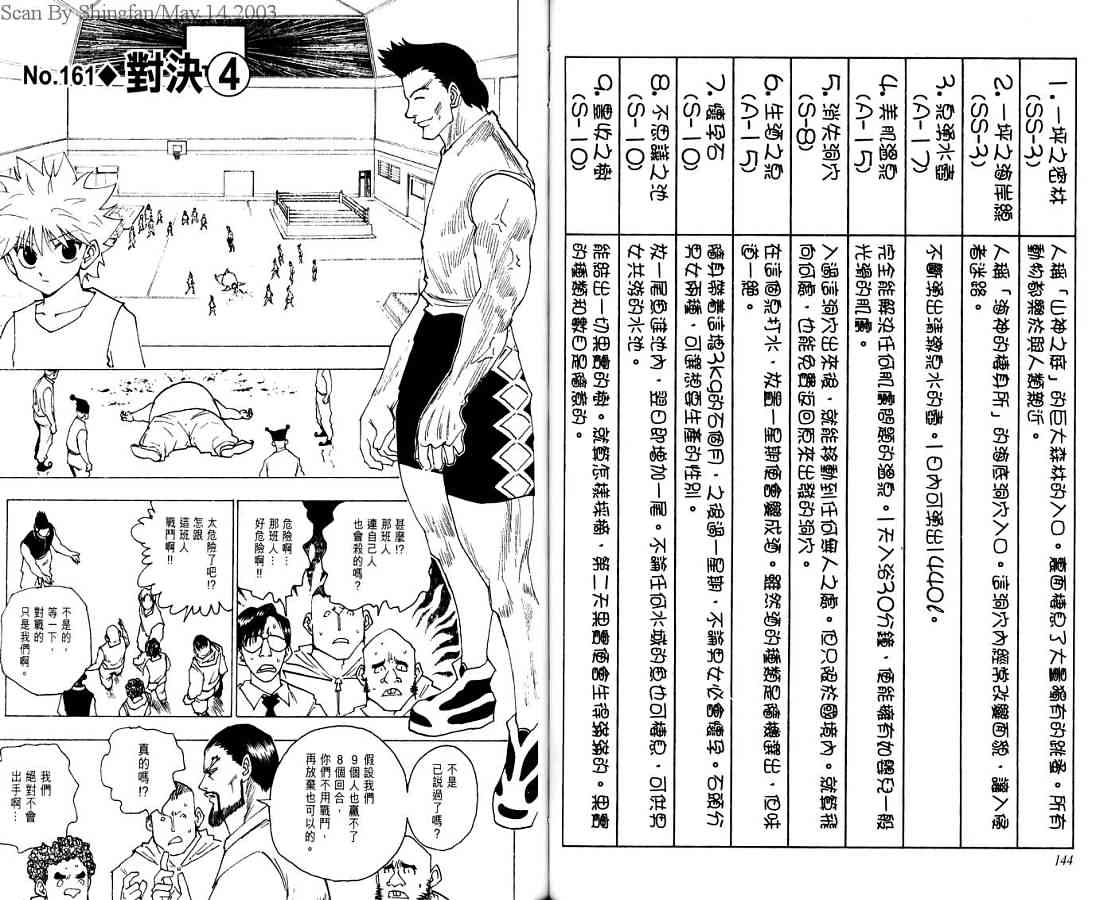 Scan By Shingfan/May.14.2003
1. 一坪之密林
(SS-3)
人稱「山神之庭」的巨大森林的入口。裏面棲息了大量獨有的跳蚤。所有
動物都樂於與人類親近。
2. 一坪之海岸線
(SS-3)
人稱「海神的棲身所」的海底洞穴入口。這洞穴內經常改變面貌，讓入侵
者迷路。
3. 湧泉水壺
(A-17)
不斷湧出清澈泉水的壺。1日內可湧出1440ℓ。
4. 美肌溫泉
(A-15)
完全能解決任何肌膚問題的溫泉。1天入浴30分鐘，便能擁有如嬰兒一般
光滑的肌膚。
5. 消失洞穴
(S-8)
入過這洞穴出來後，就能移動到任何無人之處。但只限於國境內。就算飛
向何處，也能免費返回原來出發的洞穴。
6. 生酒之泉
(A-15)
在這個泉打水，放置一星期便會變成酒。雖然酒的種類是隨機選出，但味
道一師。
7. 懷孕石
(S-10)
隨身帶着這塊3kg的石個月，之後過一星期，不論男女必會懷孕。石頭分
男女兩種，可選想要生產的性別。
8. 不思議之池
(S-10)
放一尾魚進池內，翌日即增加一尾。不論任何水域的魚也可棲息，可供男
女共游的水池。
9. 豐收之樹
(S-10)
能結出一切果實的樹。就算怎樣採摘，第二天果實便會生得滿滿的。果實
的種類和數目是隨意的。
144
No.161◆對決④
甚麼!?
那班人
連自己人
也會殺的嗎?
危險啊…
那班人…
好危險啊!!
太危險了吧!?
怎跟
這班人
戰鬥啊!!
不是的，
等一下，
對戰的
只是我們啊。
不是
已說過了嗎?
假設我們
9個人也贏不了
8個回合，
你們不用戰鬥，
再放棄也可以的。
真的嗎!?
我們
絕對不會
出手啊…